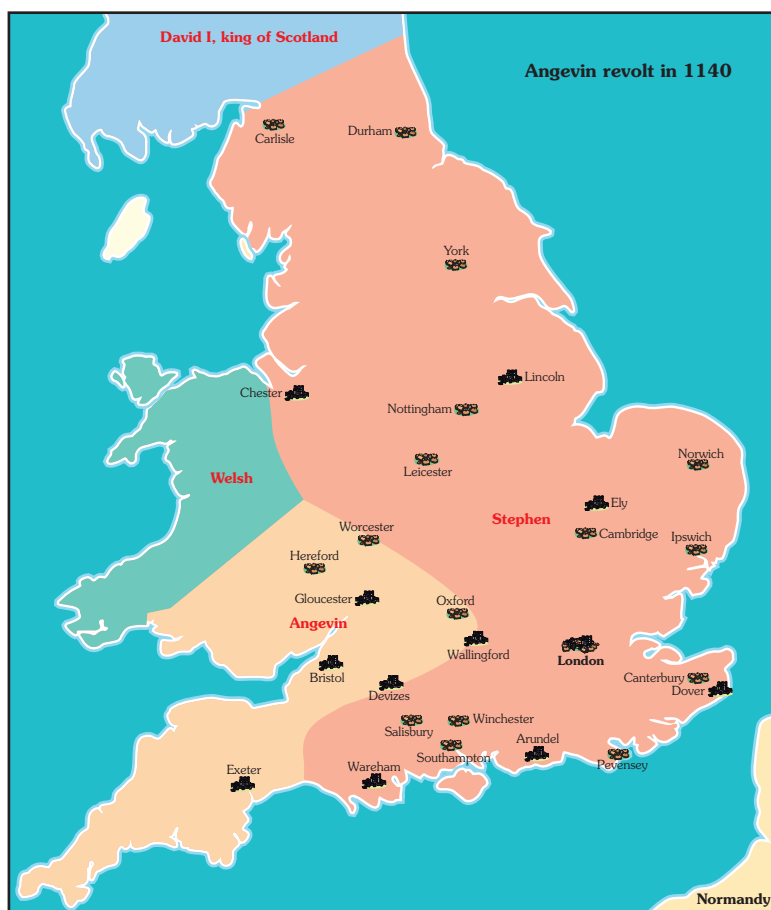 David I, king of Scotland
Angevin revolt in 1140
Carlisle
Durham
York
Chester
Lincoln
Nottingham
Leicester
Norwich
Welsh
Ely
Stephen
Worcester
Cambridge
Ipswich
Hereford
Gloucester
Oxford
Angevin
Wallingford
London
Bristol
Canterbury
Devizes
Dover
Salisbury
Winchester
Southampton
Arundel
Pevensey
Exeter
Wareham
Normandy